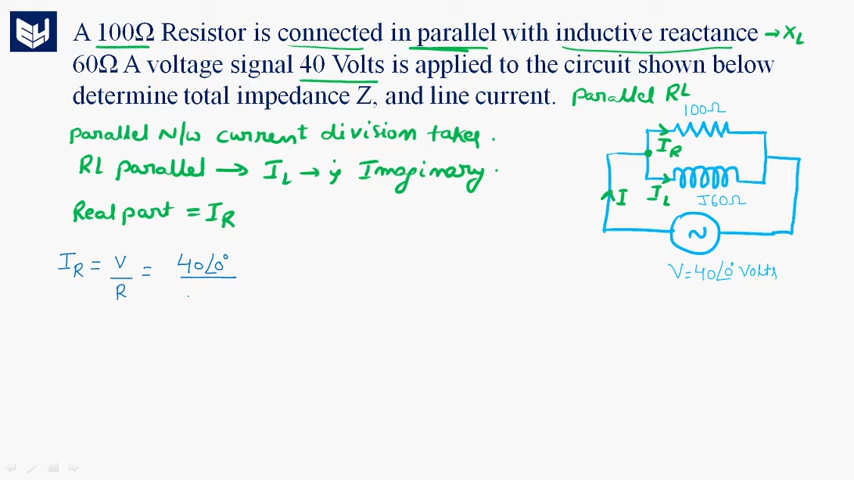 A 100Ω Resistor is connected in parallel with inductive reactance → XL
60Ω A voltage signal 40 Volts is applied to the circuit shown below
determine total impedance Z, and line current. Parallel RL
100Ω
Parallel N/w current division takes.
IR
RL parallel → IL → is Imaginary.
I IL
J60Ω
Real part = IR
V=40∠0° Volts
IR = V/R = 40∠0°